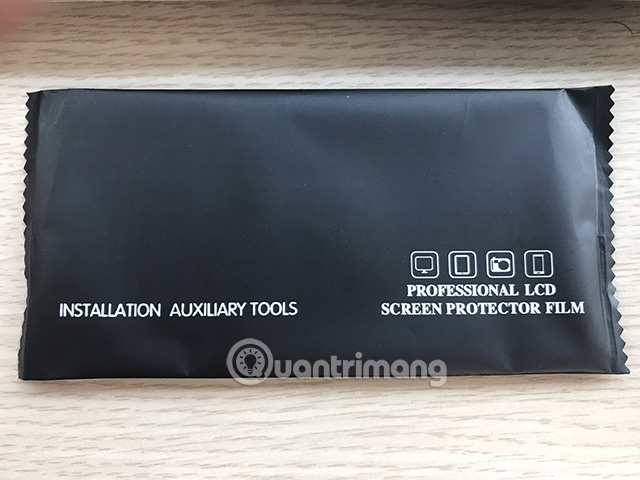 INSTALLATION AUXILIARY TOOLS
PROFESSIONAL LCD
SCREEN PROTECTOR FILM
Quantrimang